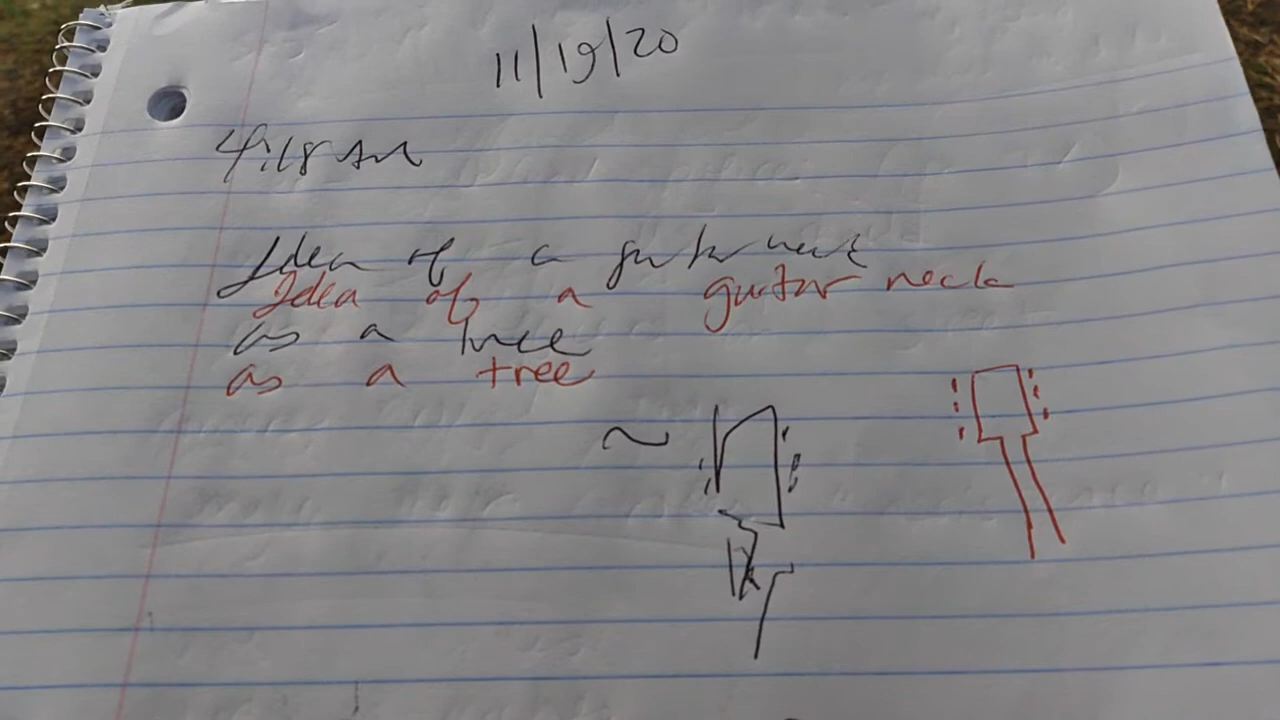 11/19/20
4:18 AM
Idea of a guitar neck
Idea of a guitar neck
as a tree
as a tree